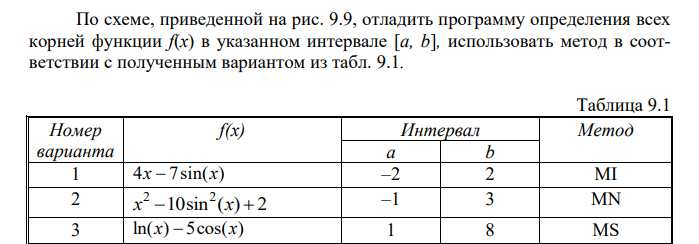 По схеме, приведенной на рис. 9.9, отладить программу определения всех
корней функции f(x) в указанном интервале [a, b], использовать метод в соот-
ветствии с полученным вариантом из табл. 9.1.
Таблица 9.1
Номер варианта f(x) Интервал Метод
a b
1 4x − 7sin(x) –2 2 MI
2 x² −10sin²(x) + 2 –1 3 MN
3 ln(x) − 5cos(x) 1 8 MS